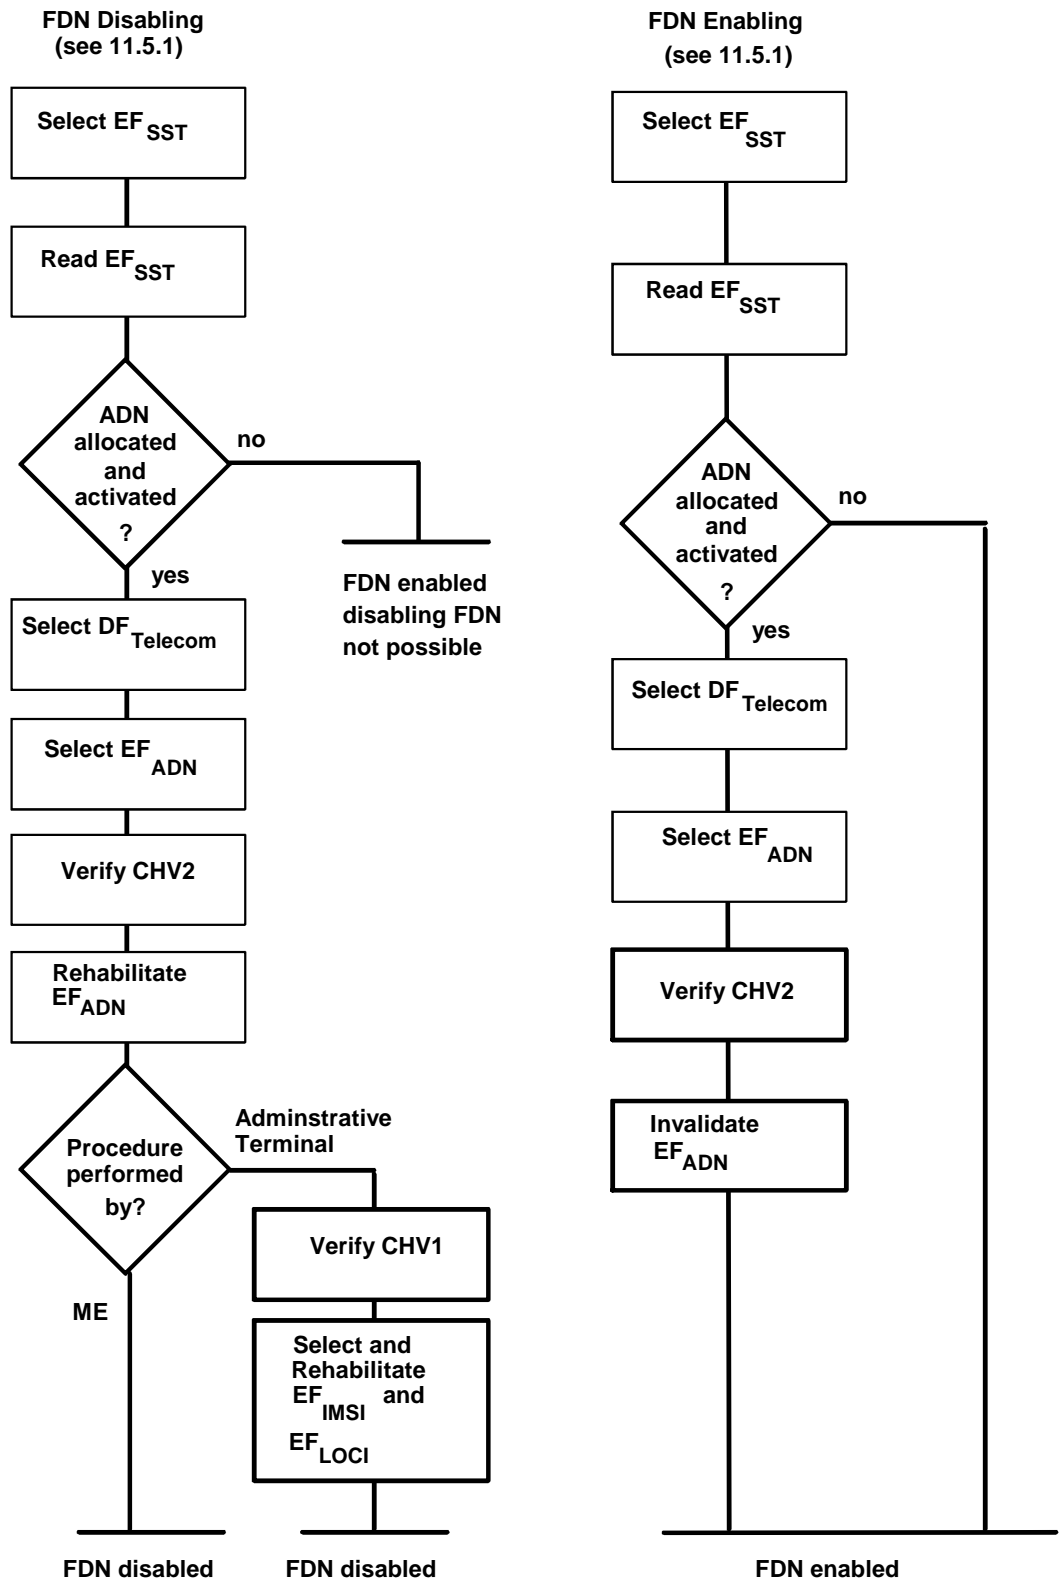 FDN Disabling
(see 11.5.1)
Select EF SST
Read EF SST
ADN
allocated
and
activated
?
no
yes
FDN enabled
disabling FDN
not possible
Select DF Telecom
Select EF ADN
Verify CHV2
Rehabilitate
EF ADN
Procedure
performed
by?
Adminstrative
Terminal
ME
Verify CHV1
Select and
Rehabilitate
EF IMSI and
EF LOCI
FDN disabled
FDN disabled
FDN Enabling
(see 11.5.1)
Select EF SST
Read EF SST
ADN
allocated
and
activated
?
no
yes
Select DF Telecom
Select EF ADN
Verify CHV2
Invalidate
EF ADN
FDN enabled